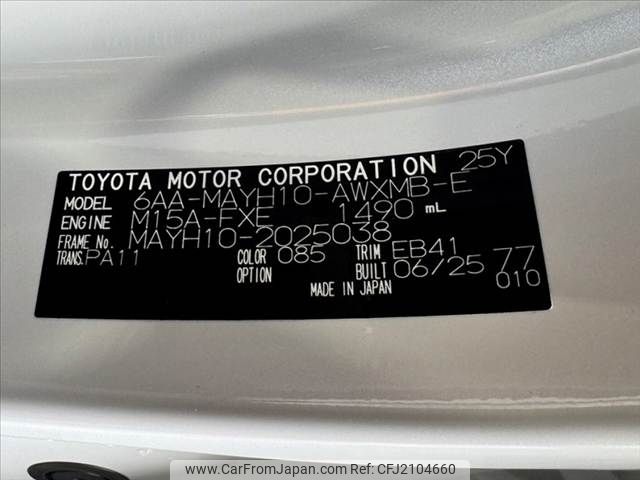 TOYOTA MOTOR CORPORATION 25Y
MODEL 6AA-MAYH10-AWXMB-E
ENGINE M15A-FXE 1490 mL
FRAME No. MAYH10-2025038
TRANS. PA11 COLOR 085 TRIM EB41 77
OPTION BUILT 06/25 010
MADE IN JAPAN
www.CarFromJapan.com - Ref: CFJ2104660